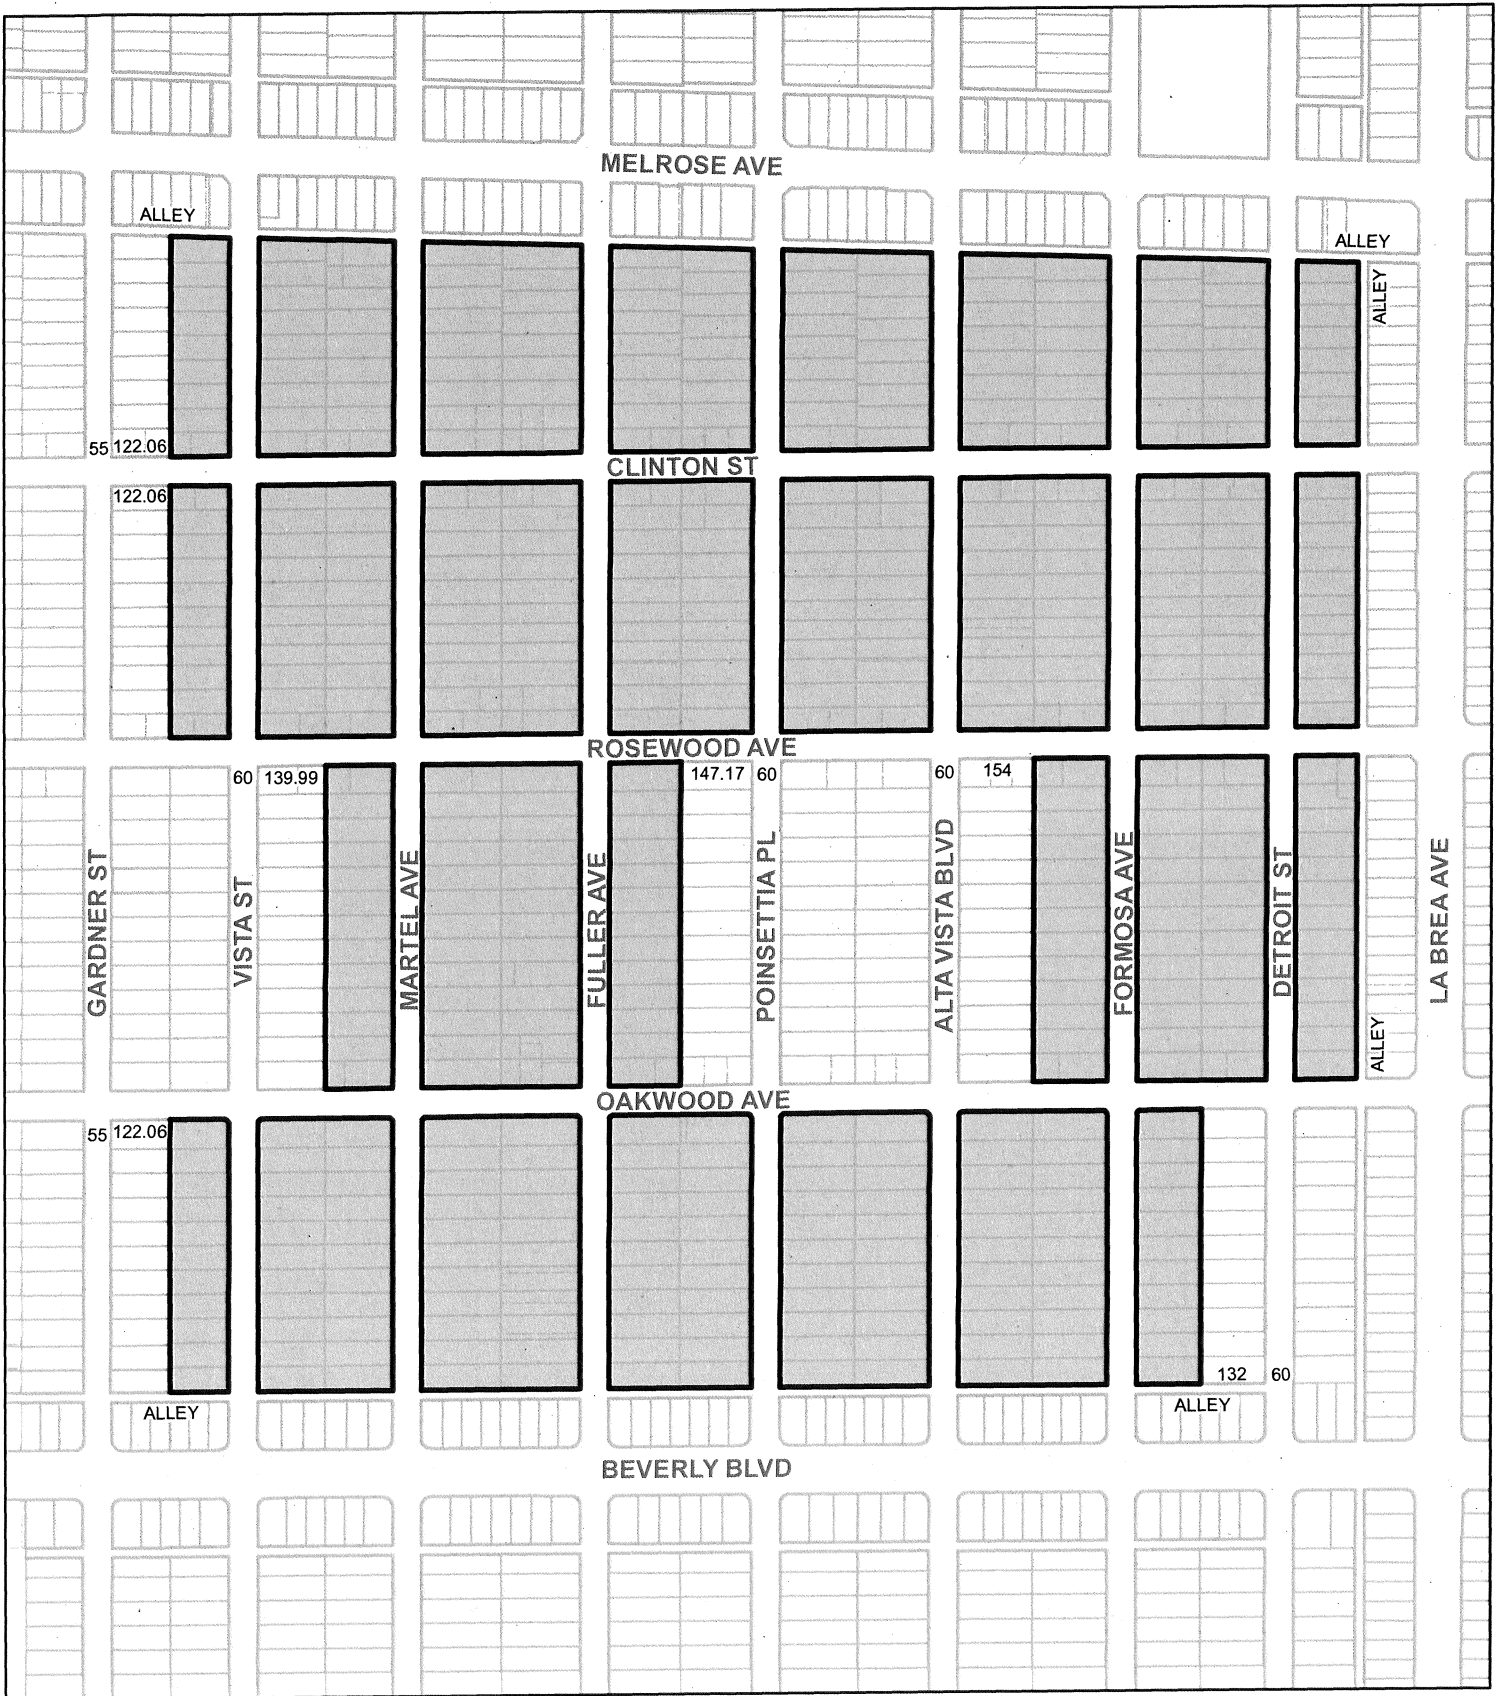 MELROSE AVE
ALLEY
ALLEY
ALLEY
55 122.06
CLINTON ST
122.06
ROSEWOOD AVE
60 139.99
147.17 60
60 154
GARDNER ST
VISTA ST
MARTEL AVE
FULLER AVE
POINSETTIA PL
ALTA VISTA BLVD
FORMOSA AVE
DETROIT ST
LA BREA AVE
ALLEY
OAKWOOD AVE
55 122.06
132 60
ALLEY
ALLEY
BEVERLY BLVD